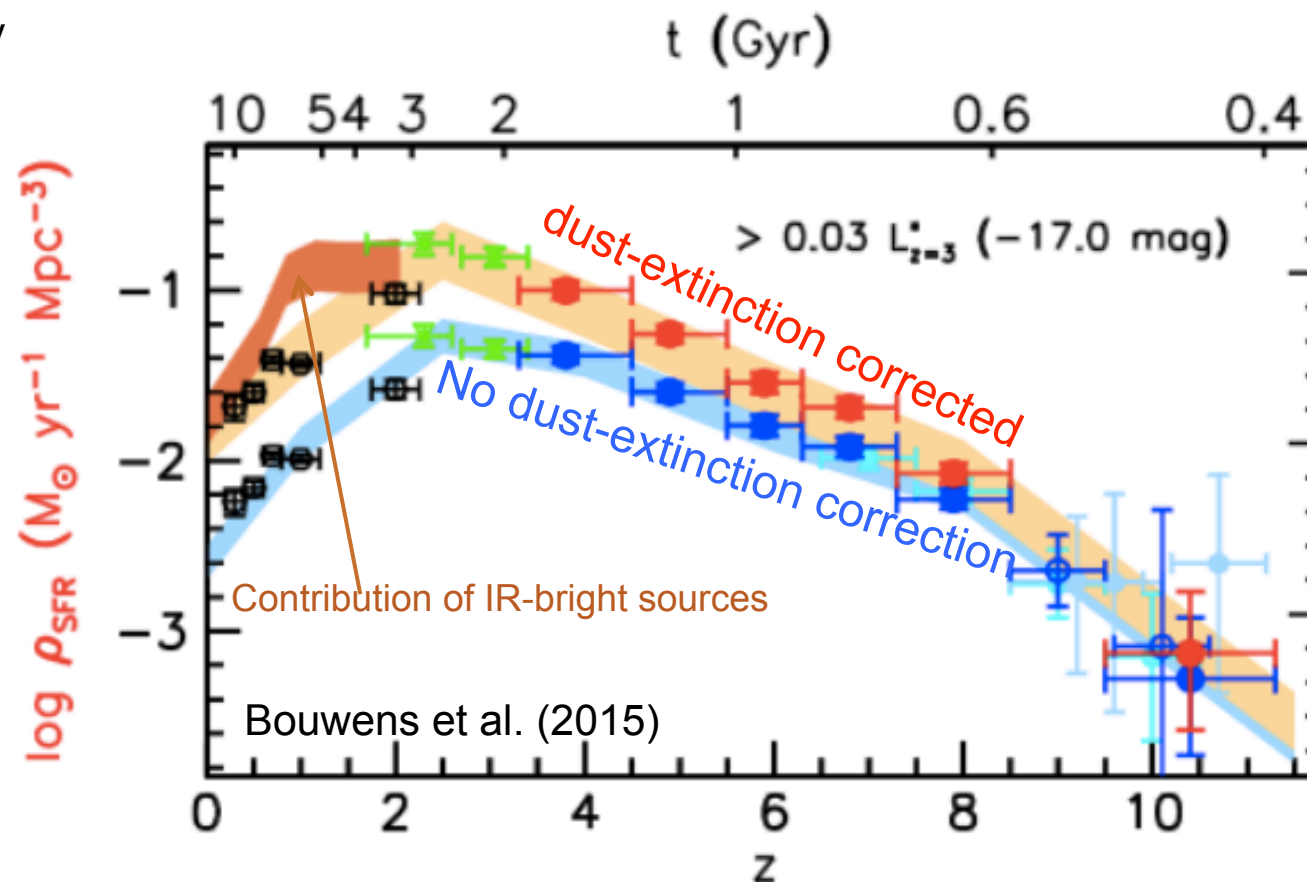 t (Gyr)
10 5 4 3 2 1 0.6 0.4
log ρSFR (M⊙ yr−1 Mpc−3)
> 0.03 L*z=3 (−17.0 mag)
dust-extinction corrected
No dust-extinction correction
Contribution of IR-bright sources
Bouwens et al. (2015)
−1
−2
−3
0 2 4 6 8 10
z